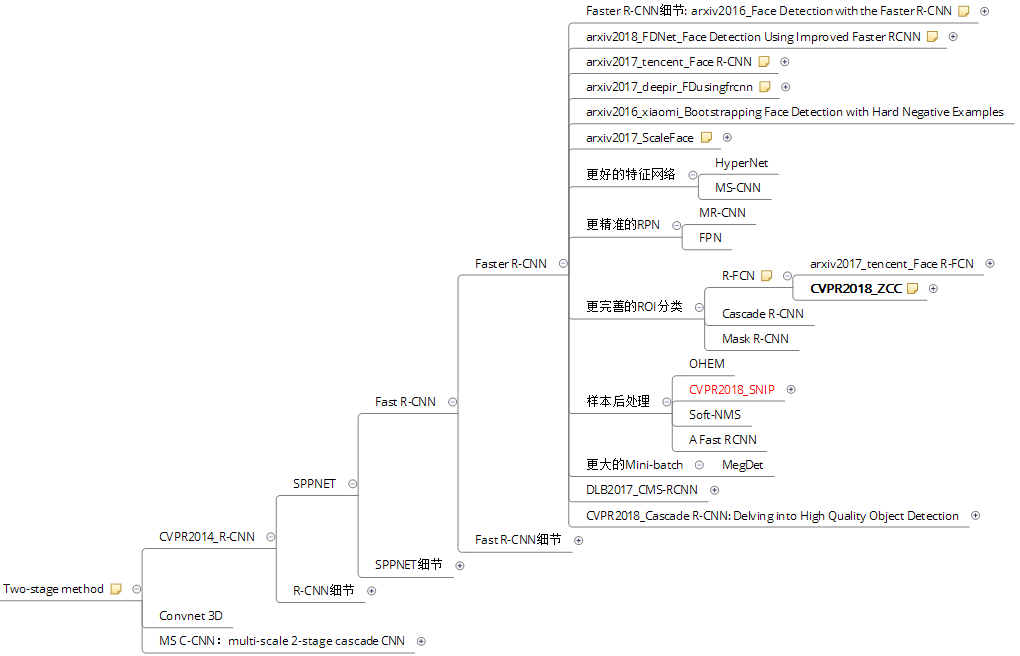 Faster R-CNN细节: arxiv2016_Face Detection with the Faster R-CNN
arxiv2018_FDNet_Face Detection Using Improved Faster RCNN
arxiv2017_tencent_Face R-CNN
arxiv2017_deepir_FDusingfrcnn
arxiv2016_xiaomi_Bootstrapping Face Detection with Hard Negative Examples
arxiv2017_ScaleFace
HyperNet
更好的特征网络
MS-CNN
MR-CNN
更精准的RPN
FPN
Faster R-CNN
arxiv2017_tencent_Face R-FCN
R-FCN
CVPR2018_ZCC
更完善的ROI分类
Cascade R-CNN
Mask R-CNN
OHEM
CVPR2018_SNIP
Fast R-CNN
样本后处理
Soft-NMS
A Fast RCNN
更大的Mini-batch
MegDet
SPPNET
DLB2017_CMS-RCNN
CVPR2018_Cascade R-CNN: Delving into High Quality Object Detection
CVPR2014_R-CNN
Fast R-CNN细节
SPPNET细节
Two-stage method
R-CNN细节
Convnet 3D
MS C-CNN：multi-scale 2-stage cascade CNN